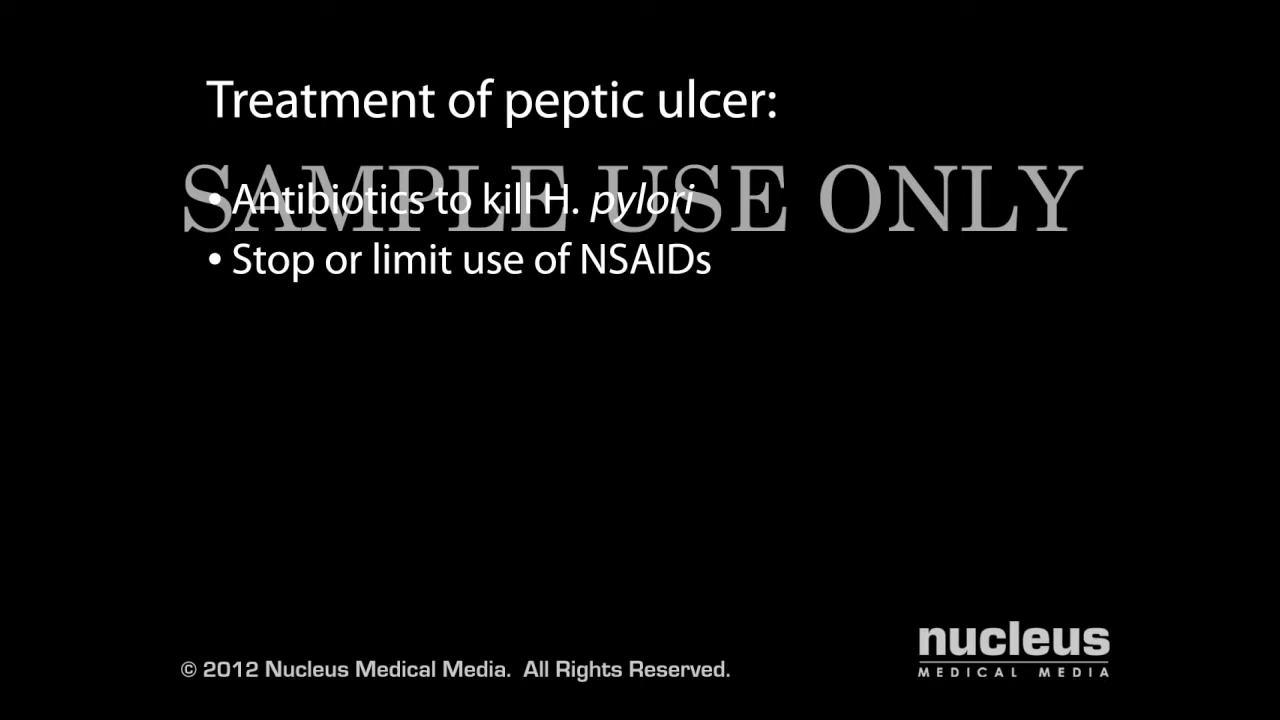 Treatment of peptic ulcer:
SAMPLE USE ONLY
• Antibiotics to kill H. pylori
• Stop or limit use of NSAIDs
nucleus
MEDICAL MEDIA
© 2012 Nucleus Medical Media. All Rights Reserved.